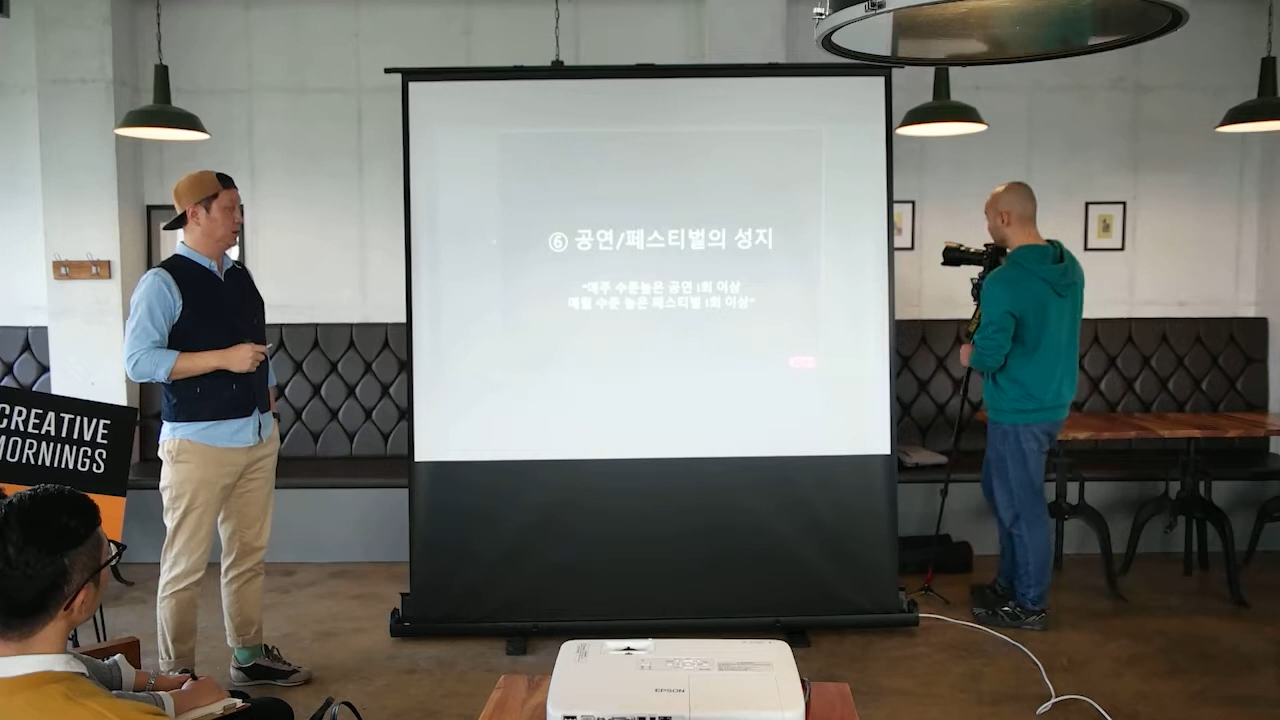 ⑥ 공연/페스티벌의 성지
"매주 수준높은 공연 1회 이상
매월 수준 높은 페스티벌 1회 이상"
CREATIVE
MORNINGS
EPSON